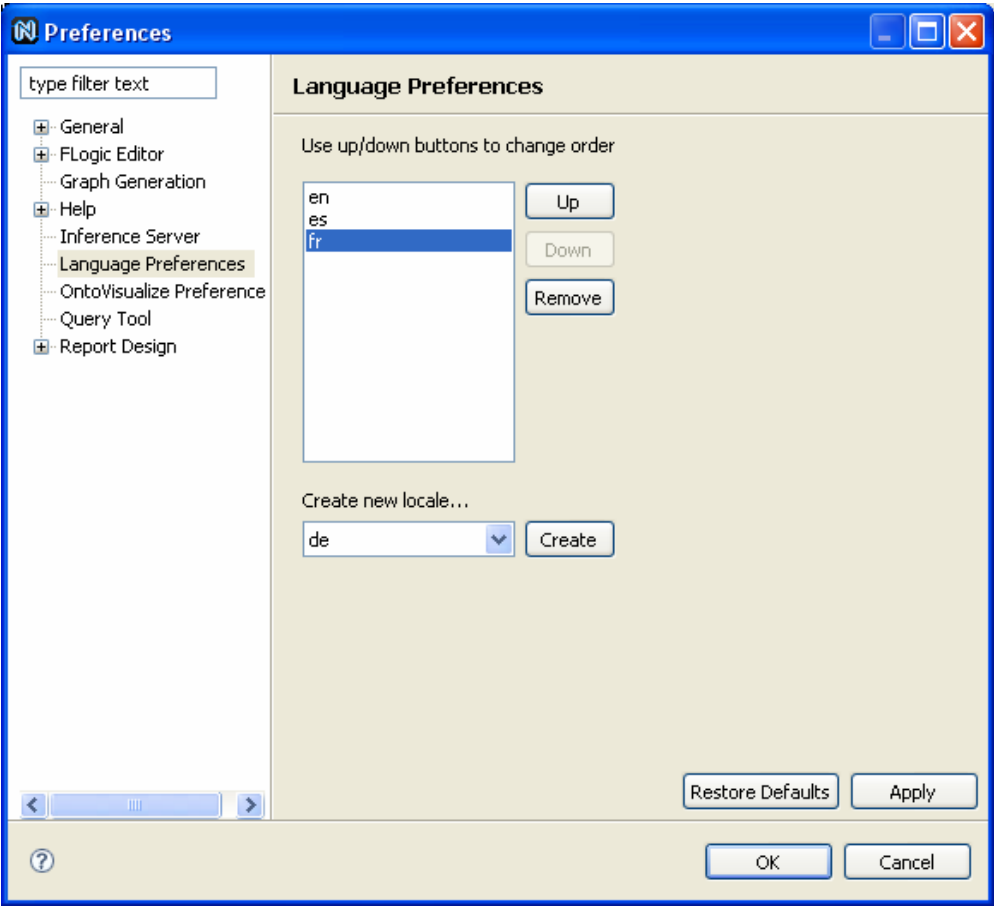 Preferences
type filter text
General
FLogic Editor
Graph Generation
Help
Inference Server
Language Preferences
OntoVisualize Preference
Query Tool
Report Design
Language Preferences
Use up/down buttons to change order
en
es
fr
Up
Down
Remove
Create new locale...
de
Create
Restore Defaults
Apply
OK
Cancel